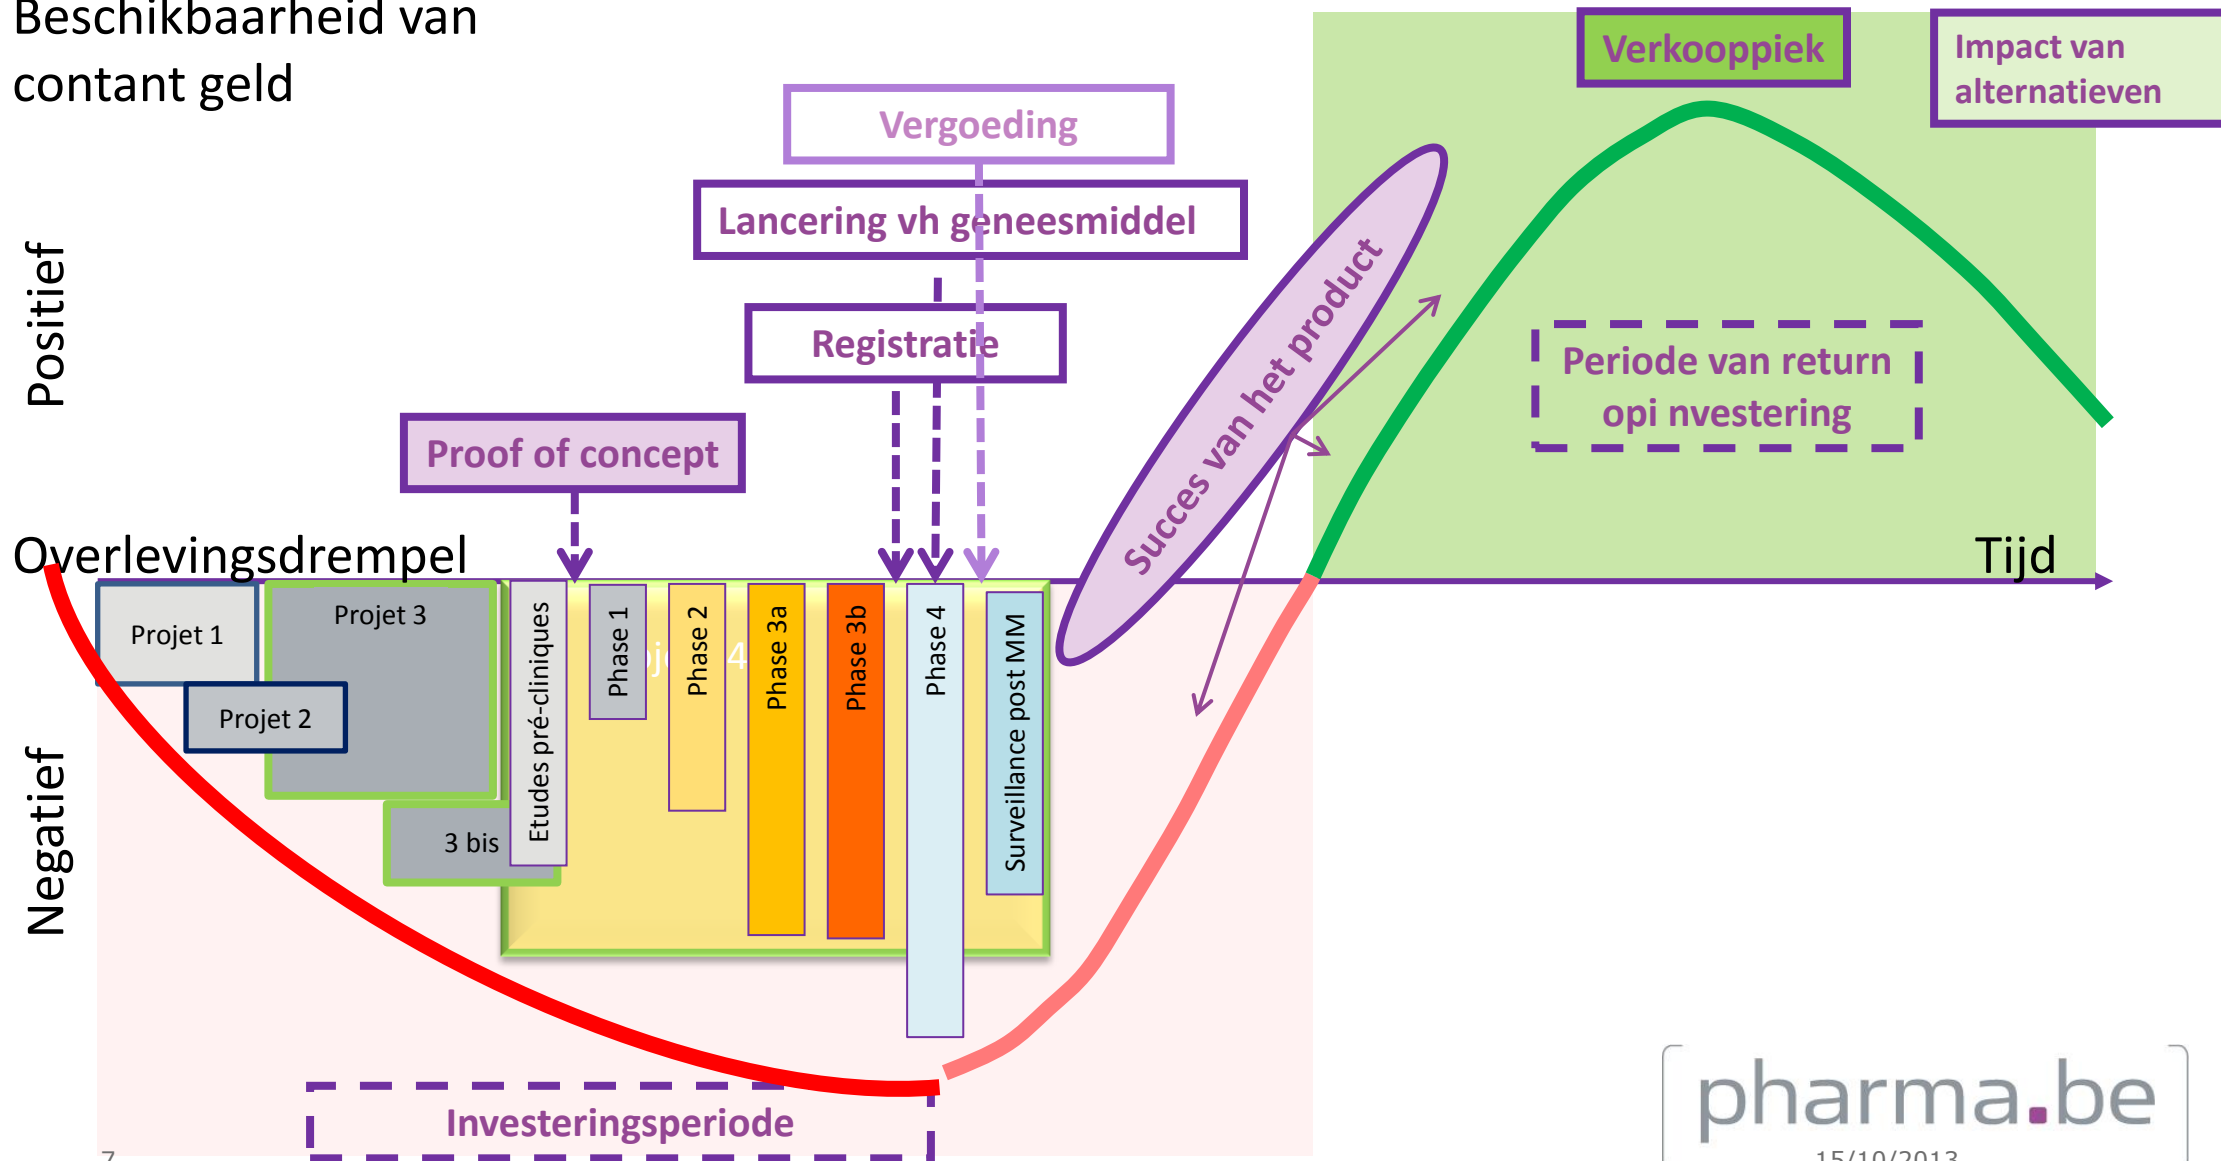 Beschikbaarheid van
contant geld
Verkooppiek
Impact van
alternatieven
Vergoeding
Lancering vh geneesmiddel
Registratie
Proof of concept
Succes van het product
Periode van return
opi nvestering
Positief
Overlevingsdrempel
Tijd
Projet 1
Projet 2
Projet 3
3 bis
Etudes pré-cliniques
Phase 1
Phase 2
Phase 3a
Phase 3b
Phase 4
Surveillance post MM
Negatief
Investeringsperiode
pharma.be
15/10/2013
7